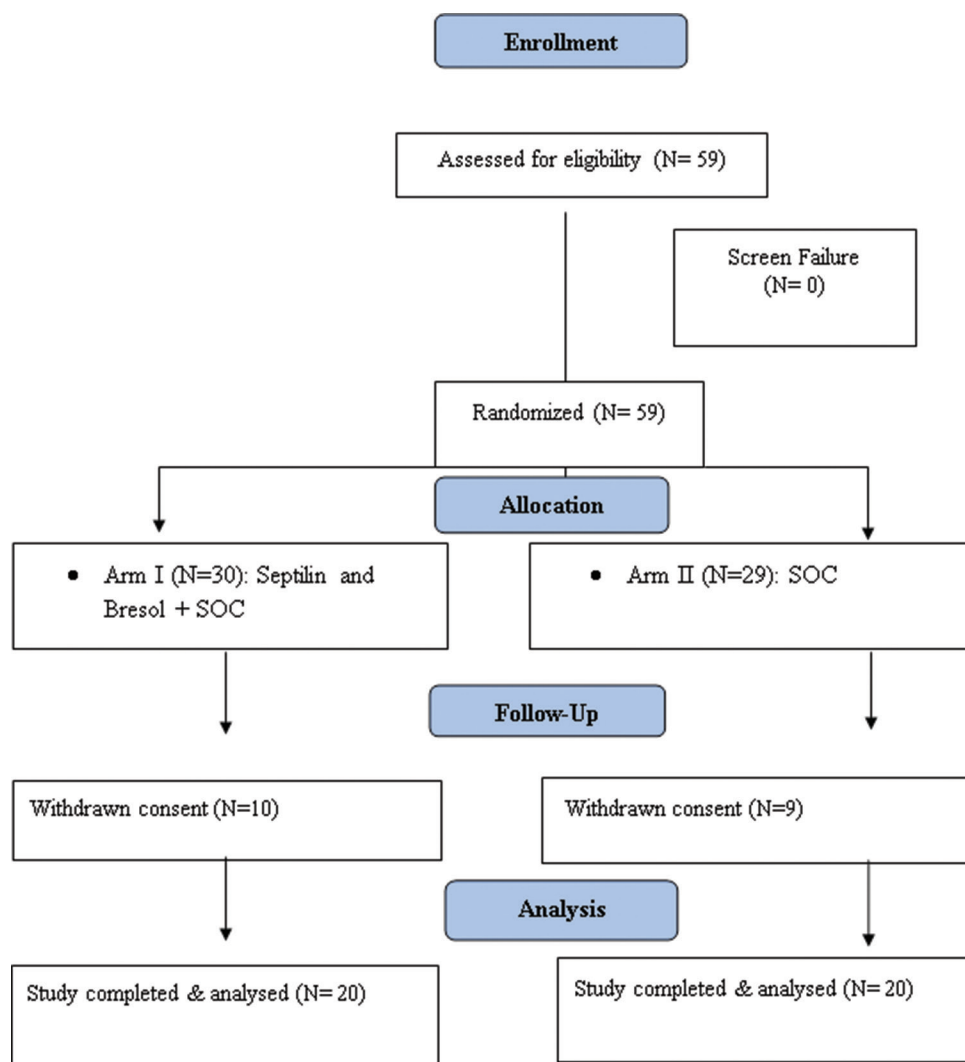 Enrollment
Assessed for eligibility (N= 59)
Screen Failure
(N= 0)
Randomized (N= 59)
Allocation
• Arm I (N=30): Septilin and
Bresol + SOC
• Arm II (N=29): SOC
Follow-Up
Withdrawn consent (N=10)
Withdrawn consent (N=9)
Analysis
Study completed & analysed (N= 20)
Study completed & analysed (N= 20)